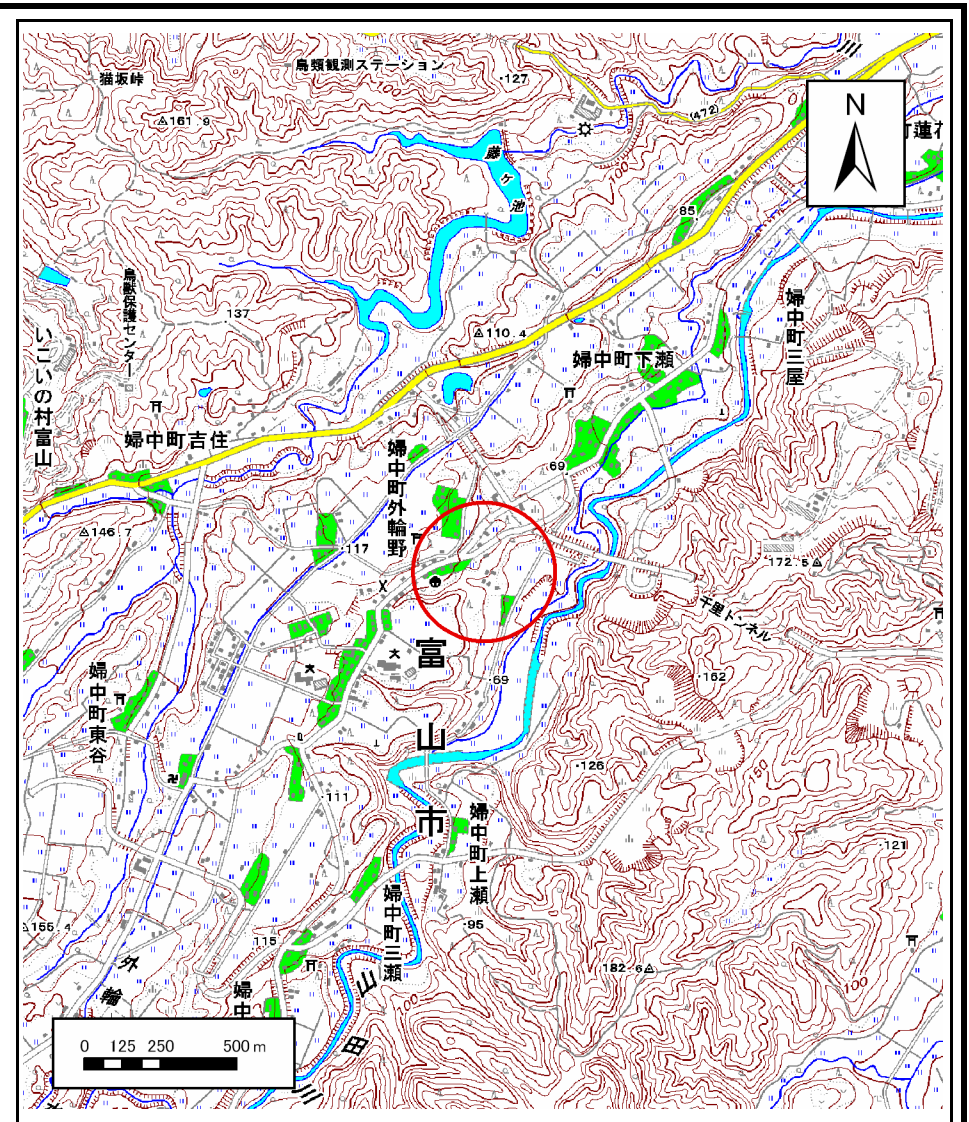 鳥類観測ステーション
猫坂峠
・127
△161.9
(472)
100
N
藤ケ池
町蓮花
85
鳥獣保護センター
137
婦中町三屋
△110.4
いこいの村富山
婦中町下瀬
婦中町吉住
婦中町外輪野
69
△146.7
・117
・172.5△
千里トンネル
富山市
・69
・162
婦中町東谷
・126
150
・111
婦中町上瀬
・121
115
婦中町三瀬
・95
182.6△
外輪
婦中
100
山田川
0 125 250 500 m